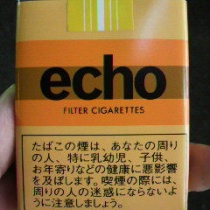 echo
FILTER CIGARETTES
たばこの煙は、あなたの周り
の人、特に乳幼児、子供、
お年寄りなどの健康に悪影響
を及ぼします。喫煙の際には、
周りの人の迷惑にならないよう
に注意しましょう。